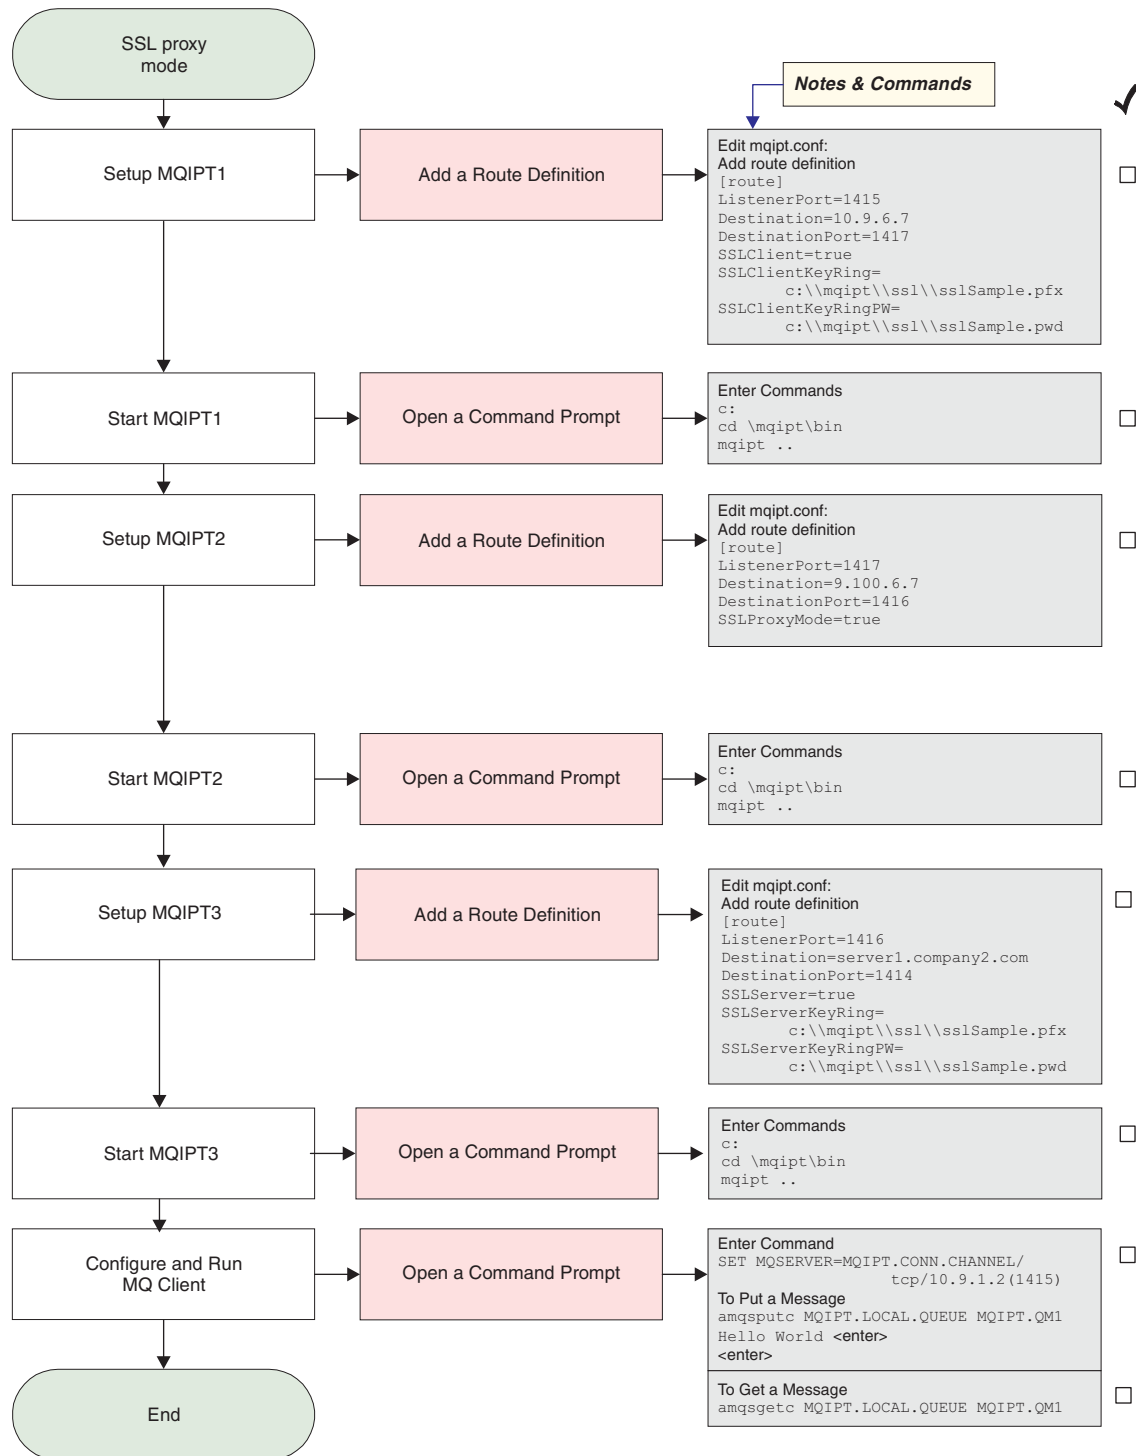 SSL proxy
mode
Notes & Commands
Setup MQIPT1
Add a Route Definition
Edit mqipt.conf:
Add route definition
[route]
ListenerPort=1415
Destination=10.9.6.7
DestinationPort=1417
SSLClient=true
SSLClientKeyRing=
c:\\mqipt\\ssl\\sslSample.pfx
SSLClientKeyRingPW=
c:\\mqipt\\ssl\\sslSample.pwd
Start MQIPT1
Open a Command Prompt
Enter Commands
c:
cd \mqipt\bin
mqipt ..
Setup MQIPT2
Add a Route Definition
Edit mqipt.conf:
Add route definition
[route]
ListenerPort=1417
Destination=9.100.6.7
DestinationPort=1416
SSLProxyMode=true
Start MQIPT2
Open a Command Prompt
Enter Commands
c:
cd \mqipt\bin
mqipt ..
Setup MQIPT3
Add a Route Definition
Edit mqipt.conf:
Add route definition
[route]
ListenerPort=1416
Destination=server1.company2.com
DestinationPort=1414
SSLServer=true
SSLServerKeyRing=
c:\\mqipt\\ssl\\sslSample.pfx
SSLServerKeyRingPW=
c:\\mqipt\\ssl\\sslSample.pwd
Start MQIPT3
Open a Command Prompt
Enter Commands
c:
cd \mqipt\bin
mqipt ..
Configure and Run
MQ Client
Open a Command Prompt
Enter Command
SET MQSERVER=MQIPT.CONN.CHANNEL/
tcp/10.9.1.2(1415)
To Put a Message
amqsputc MQIPT.LOCAL.QUEUE MQIPT.QM1
Hello World <enter>
<enter>
To Get a Message
amqsgetc MQIPT.LOCAL.QUEUE MQIPT.QM1
End